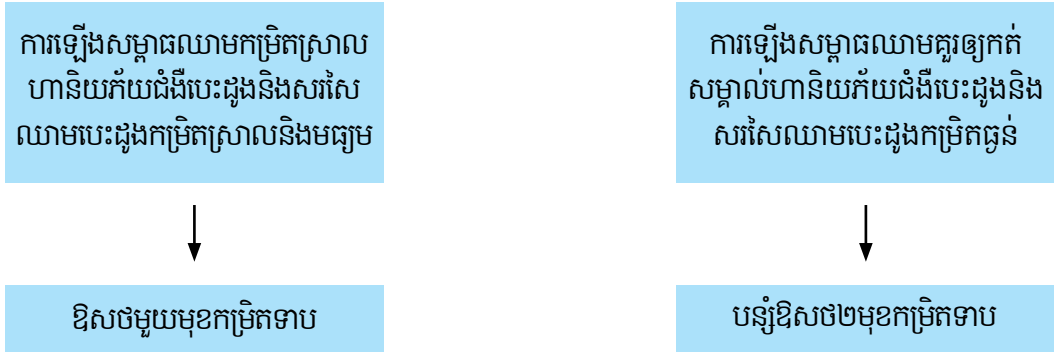 ការឡើងសម្ពាធឈាមកម្រិតស្រាល
ហានិយភ័យជំងឺបេះដូងនិងសរសៃ
ឈាមបេះដូងកម្រិតស្រាលនិងមធ្យម
ឱសថមួយមុខកម្រិតទាប
ការឡើងសម្ពាធឈាមគួរឲ្យកត់
សម្គាល់ហានិយភ័យជំងឺបេះដូងនិង
សរសៃឈាមបេះដូងកម្រិតធ្ងន់
បន្សំឱសថ២មុខកម្រិតទាប